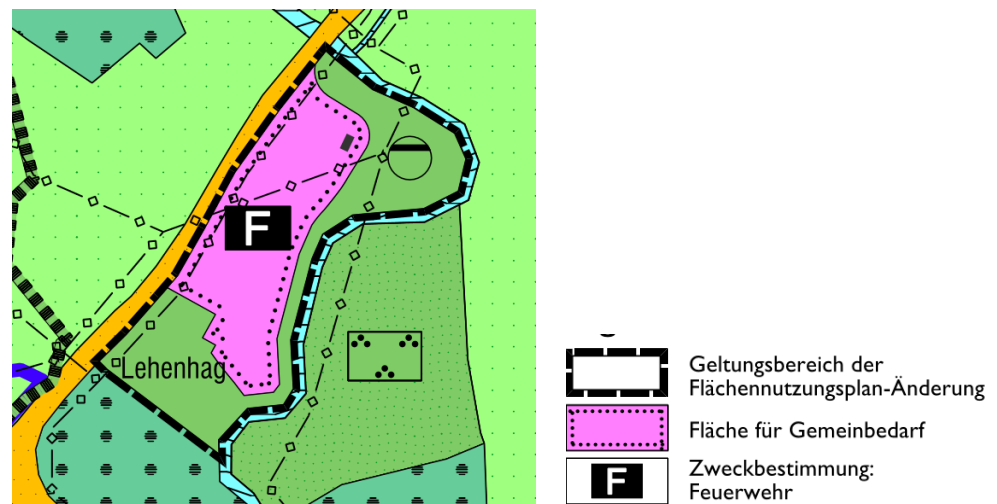 F
Lehenhag
Geltungsbereich der
Flächennutzungsplan-Änderung
Fläche für Gemeinbedarf
F
Zweckbestimmung:
Feuerwehr